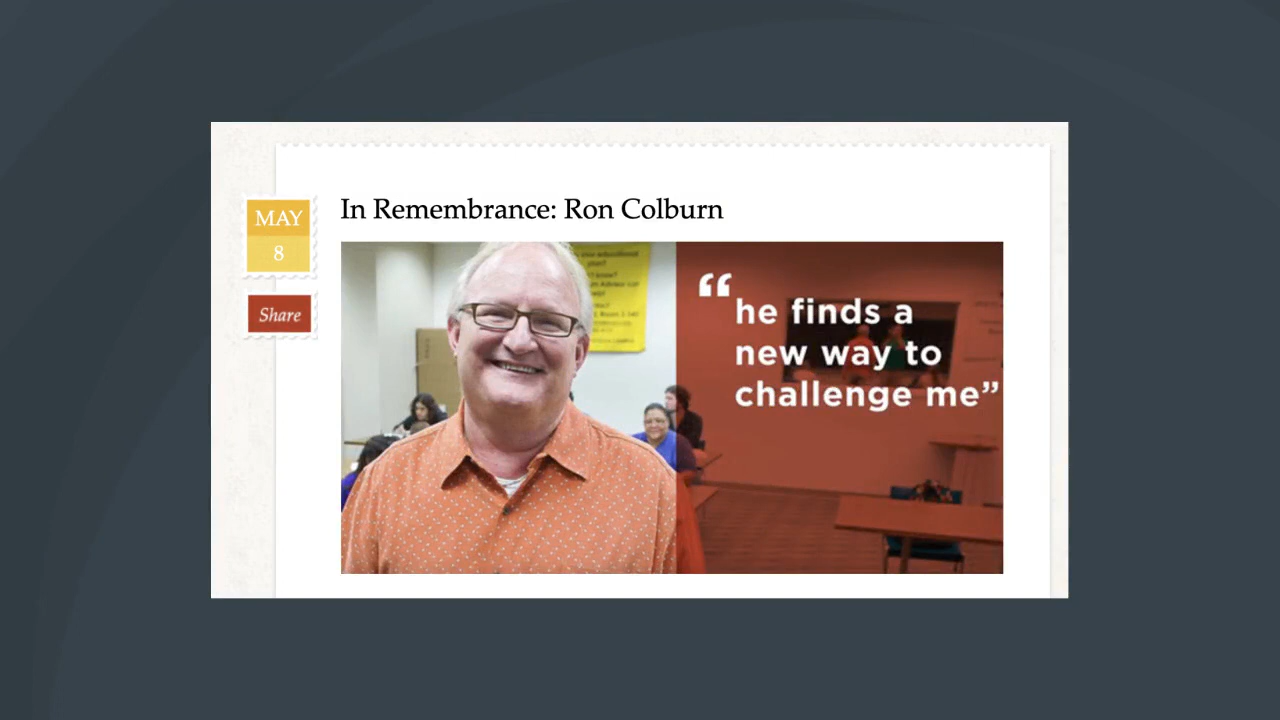 In Remembrance: Ron Colburn
MAY
8
Share
“he finds a
new way to
challenge me”